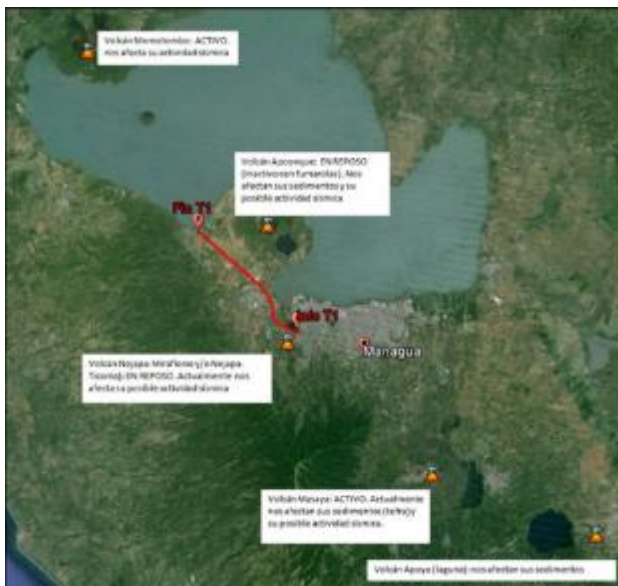 Volcán Momotombo: ACTIVO.
nos afecta su actividad sísmica
Volcán Apoyeque: EN REPOSO
(inactivo con fumarolas). Nos
afectan sus sedimentos y su
posible actividad sísmica
Fin T1
Inicio T1
Managua
Volcán Nejapa-Miraflores y/o Nejapa-
Ticomo): EN REPOSO. Actualmente nos
afecta su posible actividad sísmica
Volcán Masaya: ACTIVO. Actualmente
nos afectan sus sedimentos (tefra) y
su posible actividad sísmica.
Volcán Apoyo (laguna): nos afectan sus sedimentos